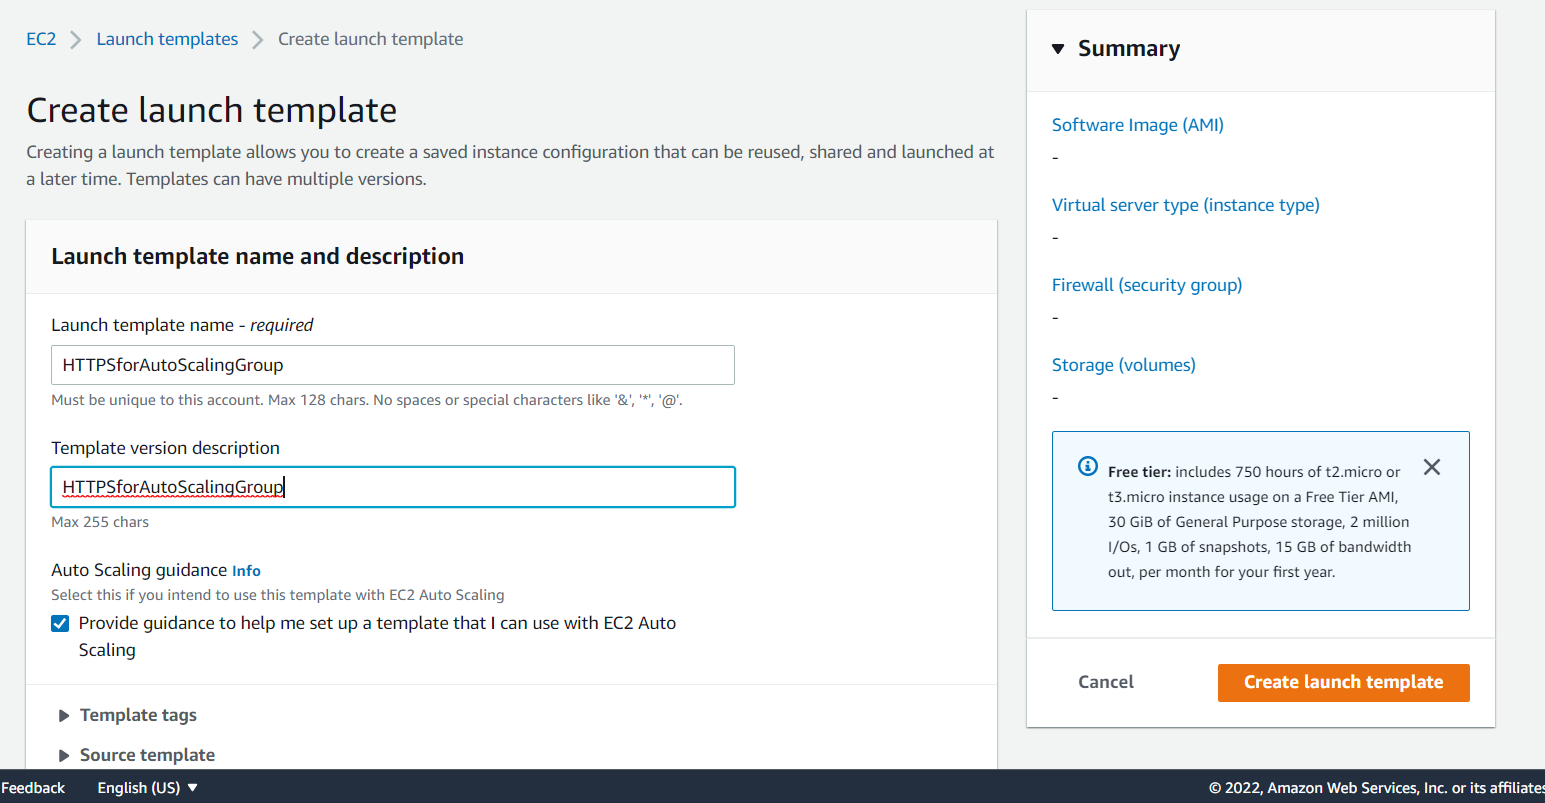 EC2 > Launch templates > Create launch template
Create launch template
Creating a launch template allows you to create a saved instance configuration that can be reused, shared and launched at
a later time. Templates can have multiple versions.
Launch template name and description
Launch template name - required
HTTPSforAutoScalingGroup
Must be unique to this account. Max 128 chars. No spaces or special characters like '&', '*', '@'.
Template version description
HTTPSforAutoScalingGroup
Max 255 chars
Auto Scaling guidance Info
Select this if you intend to use this template with EC2 Auto Scaling
Provide guidance to help me set up a template that I can use with EC2 Auto
Scaling
Template tags
Source template
Summary
Software Image (AMI)
-
Virtual server type (instance type)
-
Firewall (security group)
-
Storage (volumes)
-
Free tier: includes 750 hours of t2.micro or
t3.micro instance usage on a Free Tier AMI,
30 GiB of General Purpose storage, 2 million
I/Os, 1 GB of snapshots, 15 GB of bandwidth
out, per month for your first year.
Cancel
Create launch template
Feedback
English (US)
© 2022, Amazon Web Services, Inc. or its affiliates